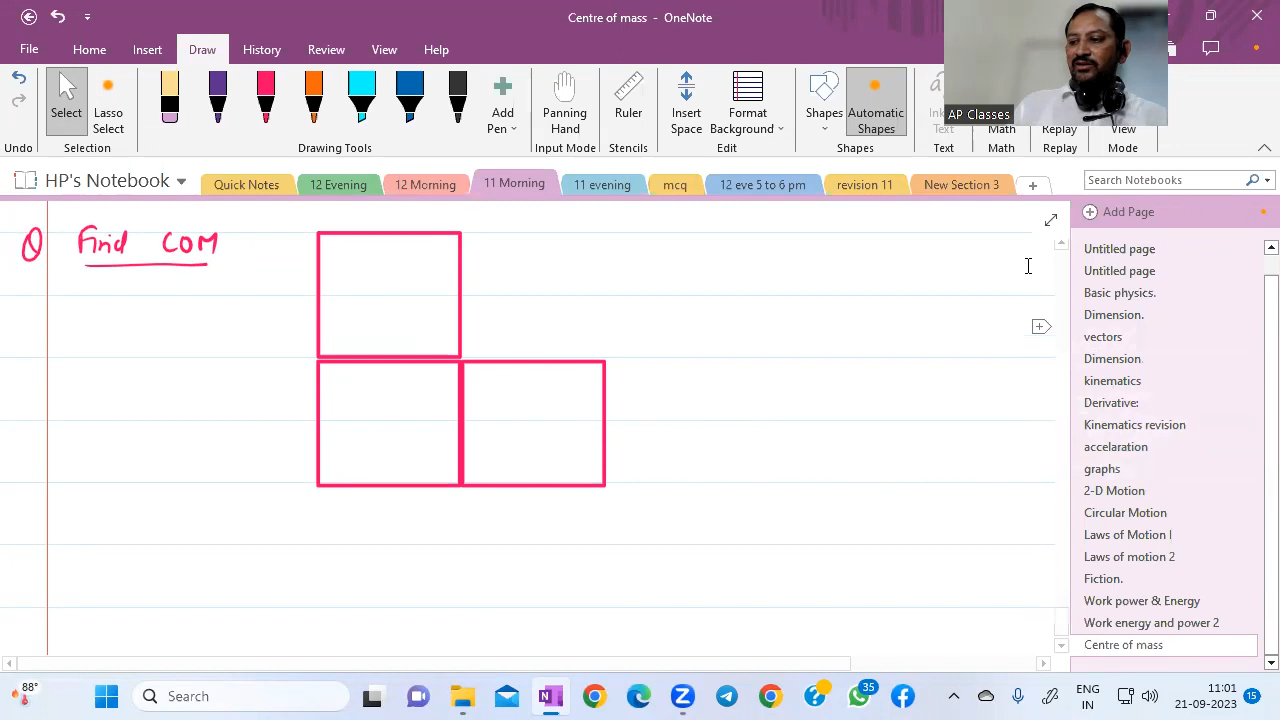 Centre of mass - OneNote
File Home Insert Draw History Review View Help
Select Lasso Select Add Pen Panning Hand Ruler Insert Space Format Background Shapes Automatic Shapes
AP Classes
Text Math Replay View
Undo Selection Drawing Tools Input Mode Stencils Edit Shapes Text Math Replay Mode
HP's Notebook Quick Notes 12 Evening 12 Morning 11 Morning 11 evening mcq 12 eve 5 to 6 pm revision 11 New Section 3 Search Notebooks
Add Page
Q Find COM
Untitled page
Untitled page
Basic physics.
Dimension.
vectors
Dimension.
kinematics
Derivative:
Kinematics revision
accelaration
graphs
2-D Motion
Circular Motion
Laws of Motion I
Laws of motion 2
Fiction.
Work power & Energy
Work energy and power 2
Centre of mass
88° Search 35 ENG IN 11:01 21-09-2023 15